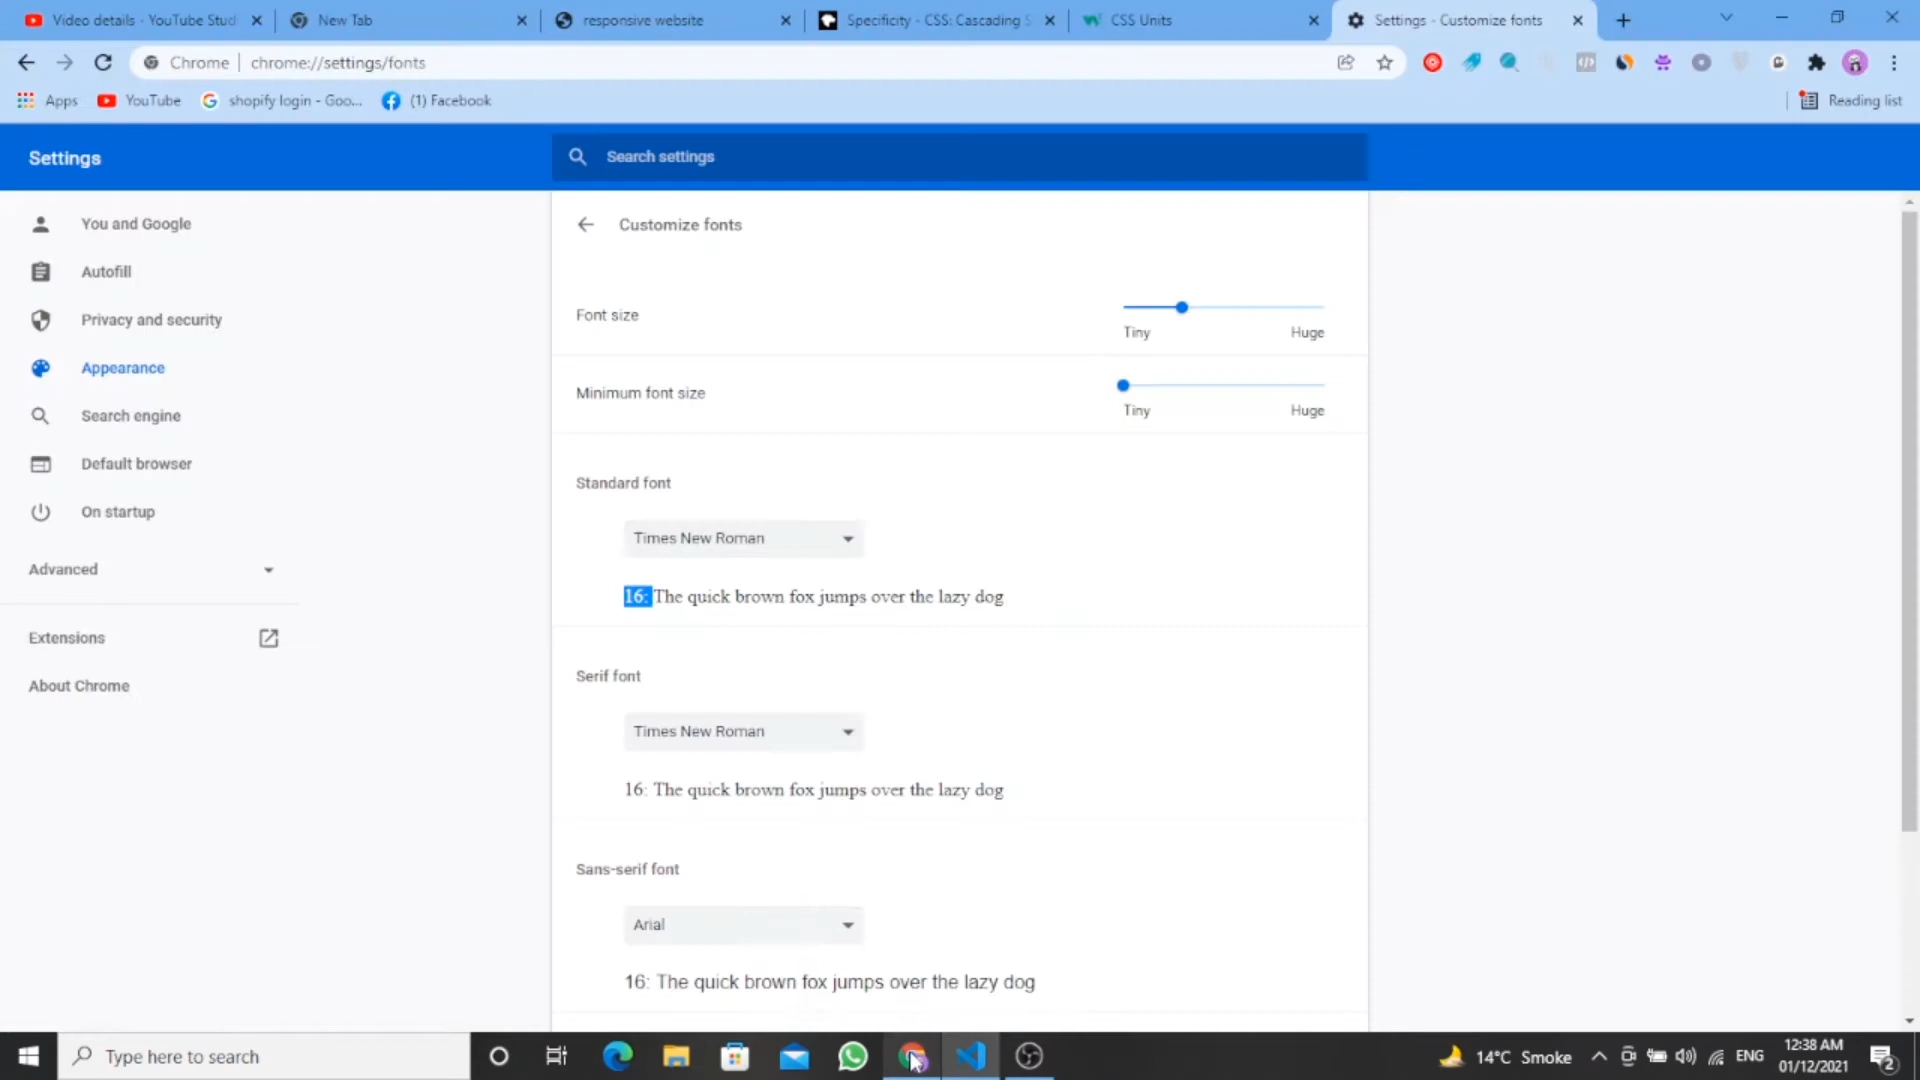 Video details - YouTube Studi
New Tab
responsive website
Specificity - CSS: Cascading S
CSS Units
Settings - Customize fonts
Chrome
chrome://settings/fonts
Apps
YouTube
shopify login - Goo...
(1) Facebook
Reading list
Settings
Search settings
You and Google
Autofill
Privacy and security
Appearance
Search engine
Default browser
On startup
Advanced
Extensions
About Chrome
Customize fonts
Font size
Tiny
Huge
Minimum font size
Tiny
Huge
Standard font
Times New Roman
16: The quick brown fox jumps over the lazy dog
Serif font
Times New Roman
16: The quick brown fox jumps over the lazy dog
Sans-serif font
Arial
16: The quick brown fox jumps over the lazy dog
Type here to search
14°C Smoke
ENG
12:38 AM
01/12/2021
2